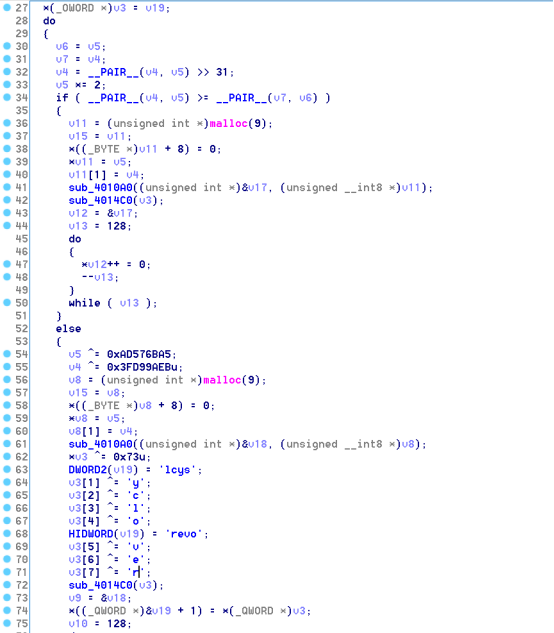 27 *(_OWORD *)v3 = v19;
28 do
29 {
30 v6 = v5;
31 v7 = v4;
32 v4 = __PAIR__(v4, v5) >> 31;
33 v5 *= 2;
34 if ( __PAIR__(v4, v5) >= __PAIR__(v7, v6) )
35 {
36 v11 = (unsigned int *)malloc(9);
37 v15 = v11;
38 *((_BYTE *)v11 + 8) = 0;
39 *v11 = v5;
40 v11[1] = v4;
41 sub_4010A0((unsigned int *)&v17, (unsigned __int8 *)v11);
42 sub_4014C0(v3);
43 v12 = &v17;
44 v13 = 128;
45 do
46 {
47 *v12++ = 0;
48 --v13;
49 }
50 while ( v13 );
51 }
52 else
53 {
54 v5 ^= 0xAD576BA5;
55 v4 ^= 0x3FD99AEBu;
56 v8 = (unsigned int *)malloc(9);
57 v15 = v8;
58 *((_BYTE *)v8 + 8) = 0;
59 *v8 = v5;
60 v8[1] = v4;
61 sub_4010A0((unsigned int *)&v18, (unsigned __int8 *)v8);
62 *v3 ^= 0x73u;
63 DWORD2(v19) = 'lcys';
64 v3[1] ^= 'y';
65 v3[2] ^= 'c';
66 v3[3] ^= 'l';
67 v3[4] ^= 'o';
68 HIDWORD(v19) = 'revo';
69 v3[5] ^= 'v';
70 v3[6] ^= 'e';
71 v3[7] ^= 'r';
72 sub_4014C0(v3);
73 v9 = &v18;
74 *((_QWORD *)&v19 + 1) = *(_QWORD *)v3;
75 v10 = 128;